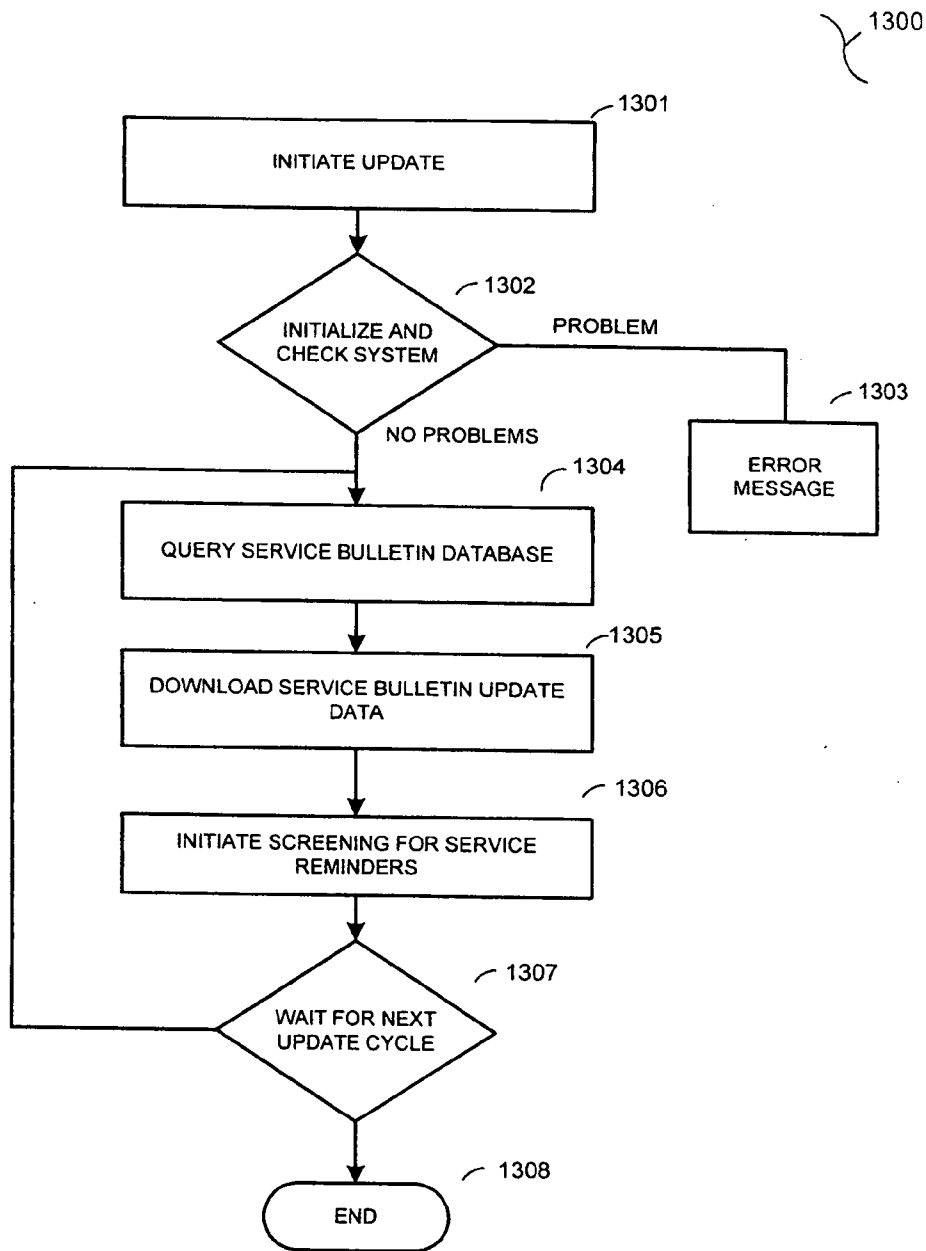 1300
1301
INITIATE UPDATE
1302
INITIALIZE AND
CHECK SYSTEM
PROBLEM
1303
ERROR
MESSAGE
NO PROBLEMS
1304
QUERY SERVICE BULLETIN DATABASE
1305
DOWNLOAD SERVICE BULLETIN UPDATE
DATA
1306
INITIATE SCREENING FOR SERVICE
REMINDERS
1307
WAIT FOR NEXT
UPDATE CYCLE
1308
END